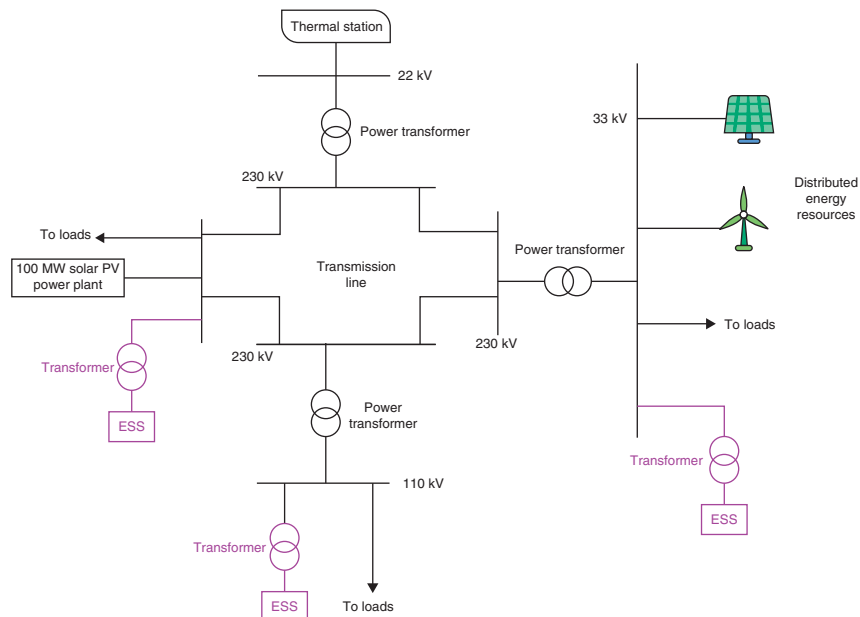 Thermal station
22 kV
Power transformer
33 kV
230 kV
Distributed
energy
resources
To loads
Power transformer
100 MW solar PV
power plant
Transmission
line
To loads
230 kV
230 kV
Transformer
Power
transformer
ESS
Transformer
110 kV
ESS
Transformer
ESS
To loads